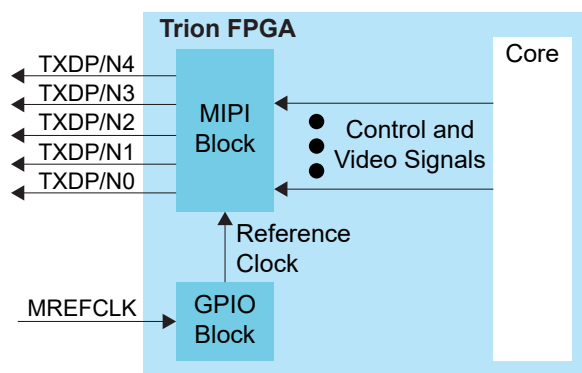 Trion FPGA
Core
TXDP/N4
TXDP/N3
TXDP/N2
TXDP/N1
TXDP/N0
MIPI
Block
Control and
Video Signals
Reference
Clock
MREFCLK
GPIO
Block